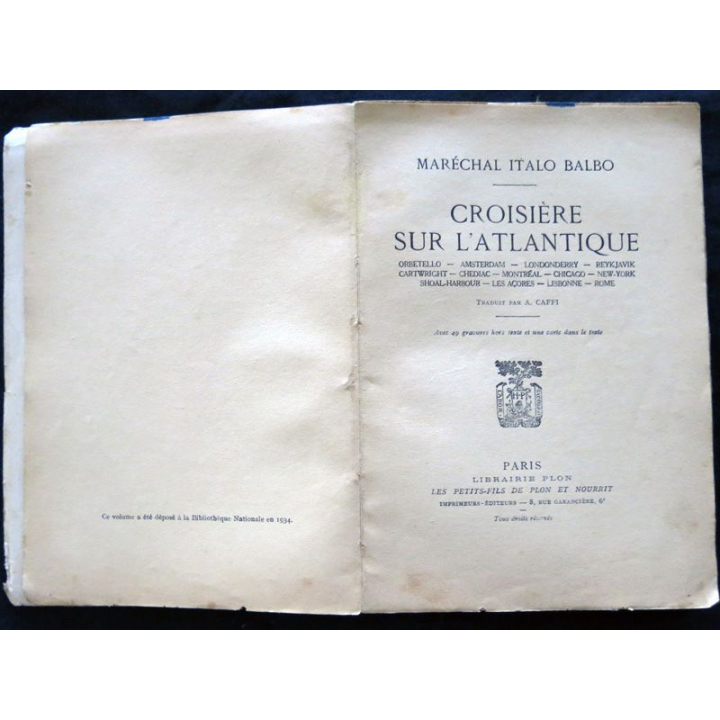 Ce volume a été déposé à la Bibliothèque Nationale en 1934.
MARÉCHAL ITALO BALBO
CROISIÈRE
SUR L'ATLANTIQUE
ORBETELLO — AMSTERDAM — LONDONDERRY — REYKJAVIK
CARTWRIGHT — CHEDIAC — MONTRÉAL — CHICAGO — NEW-YORK
SHOAL-HARBOUR — LES AÇORES — LISBONNE — ROME
TRADUIT PAR A. CAFFI
Avec 49 gravures hors texte et une carte dans le texte
H·P
PARIS
LIBRAIRIE PLON
LES PETITS-FILS DE PLON ET NOURRIT
IMPRIMEURS-ÉDITEURS — 8, RUE GARANCIÈRE, 6e
Tous droits réservés